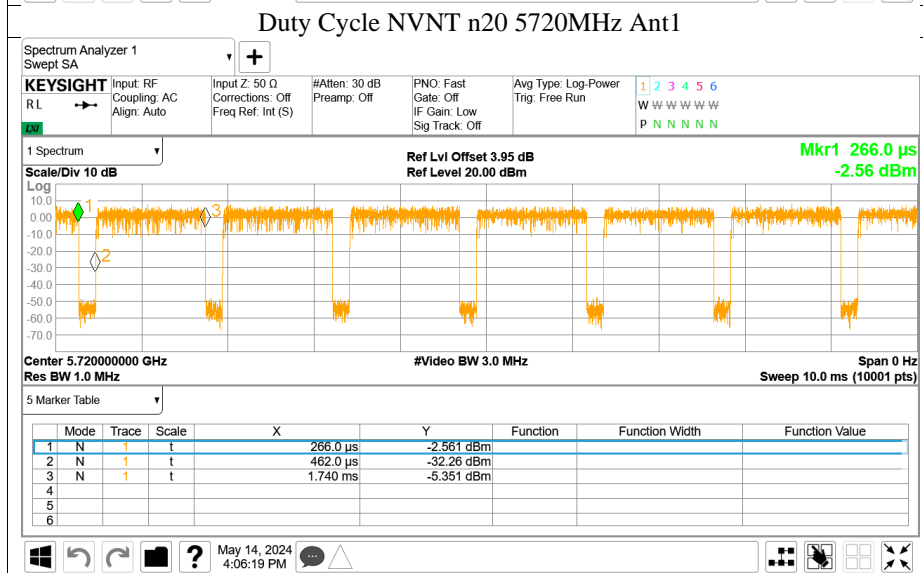 Duty Cycle NVNT n20 5720MHz Ant1
Spectrum Analyzer 1
Swept SA
KEYSIGHT Input: RF Input Z: 50 Ω #Atten: 30 dB PNO: Fast Avg Type: Log-Power 1 2 3 4 5 6
R L Coupling: AC Corrections: Off Preamp: Off Gate: Off Trig: Free Run W W W W W W
Align: Auto Freq Ref: Int (S) IF Gain: Low
LXI Sig Track: Off P N N N N N
1 Spectrum Ref Lvl Offset 3.95 dB Mkr1 266.0 µs
Scale/Div 10 dB Ref Level 20.00 dBm -2.56 dBm
Log
10.0
0.00
-10.0
-20.0
-30.0
-40.0
-50.0
-60.0
-70.0
1
2
3
Center 5.720000000 GHz #Video BW 3.0 MHz Span 0 Hz
Res BW 1.0 MHz Sweep 10.0 ms (10001 pts)
5 Marker Table
Mode Trace Scale X Y Function Function Width Function Value
1 N 1 t 266.0 µs -2.561 dBm
2 N 1 t 462.0 µs -32.26 dBm
3 N 1 t 1.740 ms -5.351 dBm
4
5
6
? May 14, 2024
4:06:19 PM